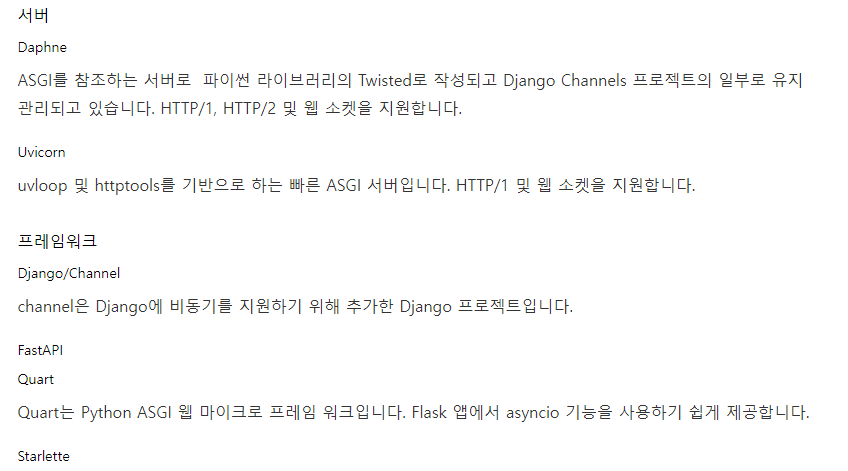 서버
Daphne
ASGI를 참조하는 서버로 파이썬 라이브러리의 Twisted로 작성되고 Django Channels 프로젝트의 일부로 유지
관리되고 있습니다. HTTP/1, HTTP/2 및 웹 소켓을 지원합니다.
Uvicorn
uvloop 및 httptools를 기반으로 하는 빠른 ASGI 서버입니다. HTTP/1 및 웹 소켓을 지원합니다.
프레임워크
Django/Channel
channel은 Django에 비동기를 지원하기 위해 추가한 Django 프로젝트입니다.
FastAPI
Quart
Quart는 Python ASGI 웹 마이크로 프레임 워크입니다. Flask 앱에서 asyncio 기능을 사용하기 쉽게 제공합니다.
Starlette